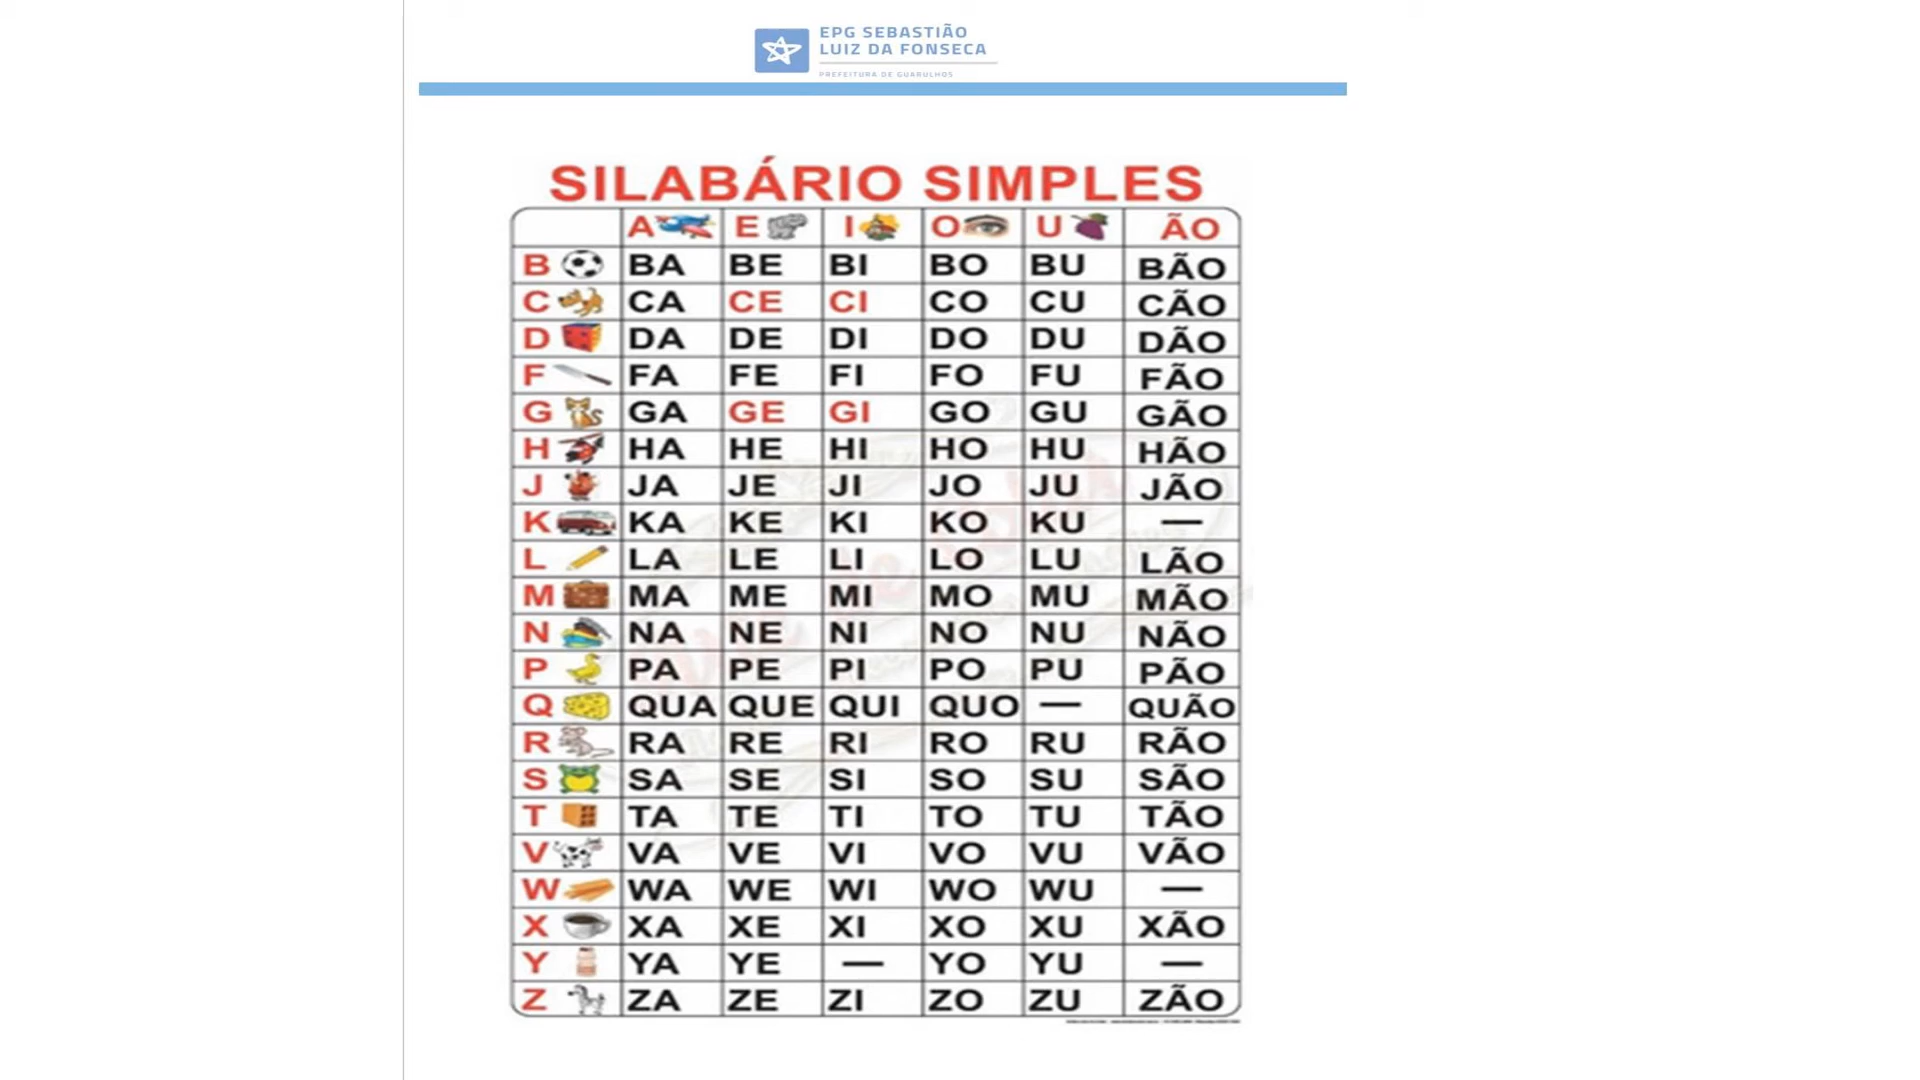 EPG SEBASTIÃO
LUIZ DA FONSECA
PREFEITURA DE GUARULHOS
SILABÁRIO SIMPLES
A E I O U ÃO
B BA BE BI BO BU BÃO
C CA CE CI CO CU CÃO
D DA DE DI DO DU DÃO
F FA FE FI FO FU FÃO
G GA GE GI GO GU GÃO
H HA HE HI HO HU HÃO
J JA JE JI JO JU JÃO
K KA KE KI KO KU —
L LA LE LI LO LU LÃO
M MA ME MI MO MU MÃO
N NA NE NI NO NU NÃO
P PA PE PI PO PU PÃO
Q QUA QUE QUI QUO — QUÃO
R RA RE RI RO RU RÃO
S SA SE SI SO SU SÃO
T TA TE TI TO TU TÃO
V VA VE VI VO VU VÃO
W WA WE WI WO WU —
X XA XE XI XO XU XÃO
Y YA YE — YO YU —
Z ZA ZE ZI ZO ZU ZÃO